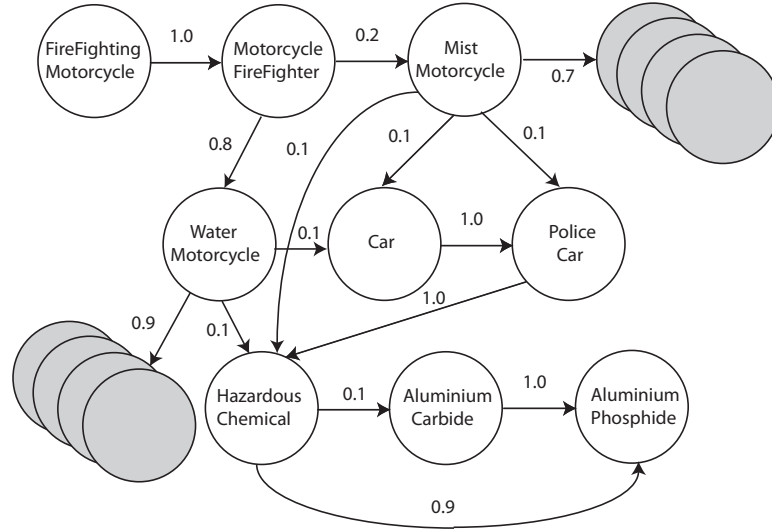 FireFighting
Motorcycle
1.0
Motorcycle
FireFighter
0.2
Mist
Motorcycle
0.7
0.8
0.1
0.1
0.1
Water
Motorcycle
0.1
Car
1.0
Police
Car
0.9
0.1
1.0
Hazardous
Chemical
0.1
Aluminium
Carbide
1.0
Aluminium
Phosphide
0.9